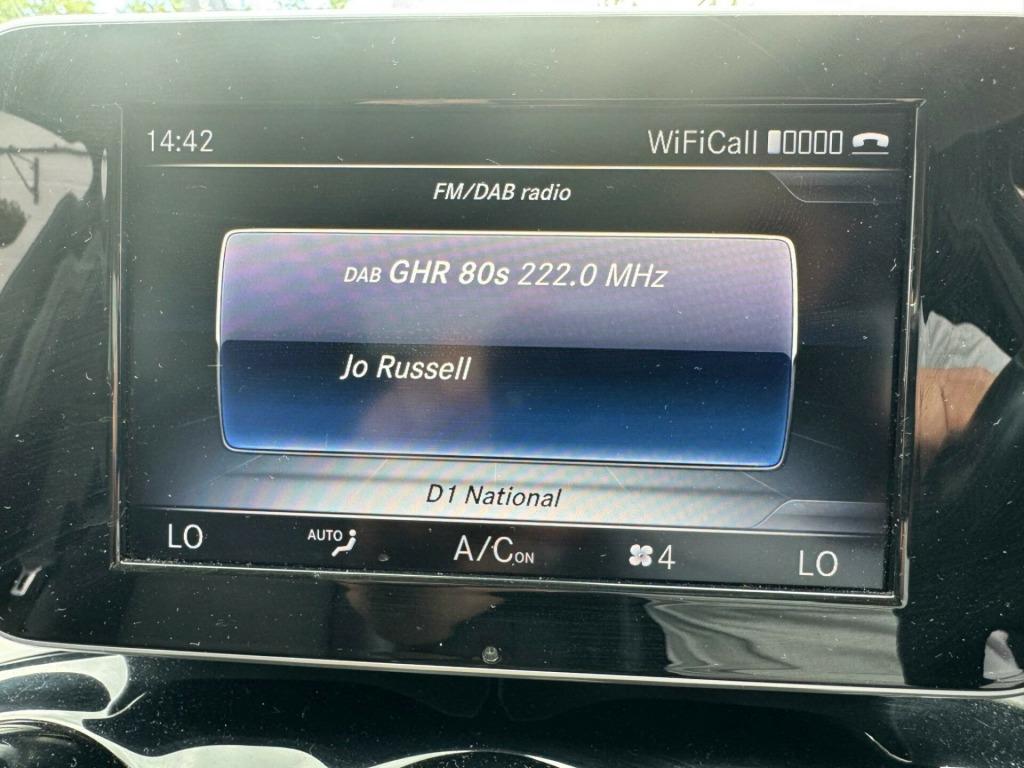 14:42 WiFiCall
FM/DAB radio
DAB GHR 80s 222.0 MHz
Jo Russell
D1 National
LO AUTO A/C ON 4 LO